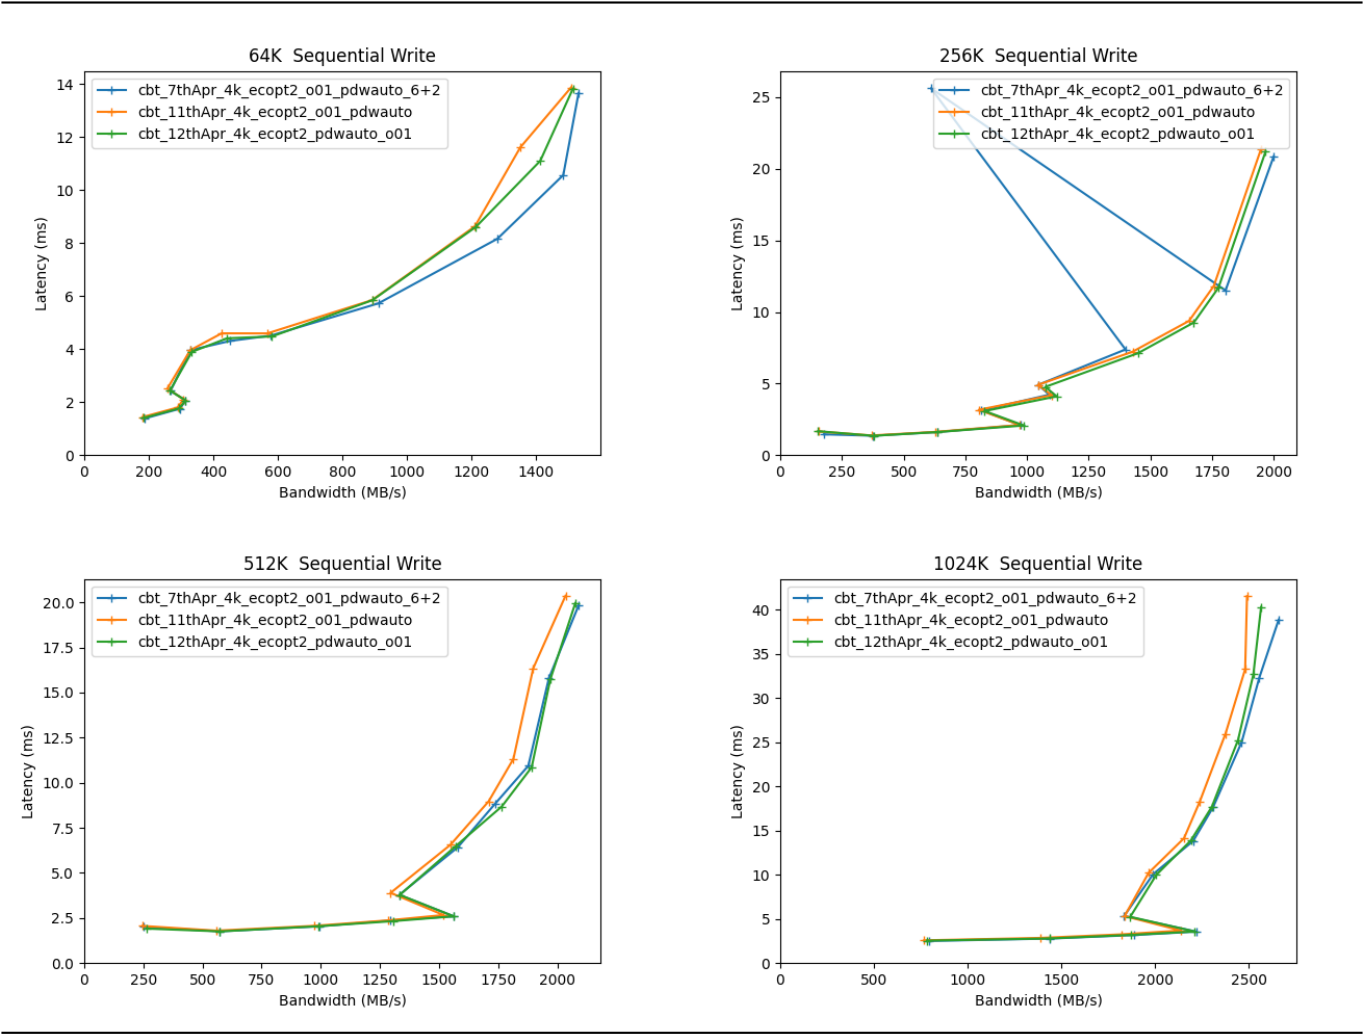 64K  Sequential Write
cbt_7thApr_4k_ecopt2_o01_pdwauto_6+2
cbt_11thApr_4k_ecopt2_o01_pdwauto
cbt_12thApr_4k_ecopt2_pdwauto_o01
14
12
10
8
6
4
2
0
Latency (ms)
0 200 400 600 800 1000 1200 1400
Bandwidth (MB/s)
256K  Sequential Write
cbt_7thApr_4k_ecopt2_o01_pdwauto_6+2
cbt_11thApr_4k_ecopt2_o01_pdwauto
cbt_12thApr_4k_ecopt2_pdwauto_o01
25
20
15
10
5
0
Latency (ms)
0 250 500 750 1000 1250 1500 1750 2000
Bandwidth (MB/s)
512K  Sequential Write
cbt_7thApr_4k_ecopt2_o01_pdwauto_6+2
cbt_11thApr_4k_ecopt2_o01_pdwauto
cbt_12thApr_4k_ecopt2_pdwauto_o01
20.0
17.5
15.0
12.5
10.0
7.5
5.0
2.5
0.0
Latency (ms)
0 250 500 750 1000 1250 1500 1750 2000
Bandwidth (MB/s)
1024K  Sequential Write
cbt_7thApr_4k_ecopt2_o01_pdwauto_6+2
cbt_11thApr_4k_ecopt2_o01_pdwauto
cbt_12thApr_4k_ecopt2_pdwauto_o01
40
35
30
25
20
15
10
5
0
Latency (ms)
0 500 1000 1500 2000 2500
Bandwidth (MB/s)